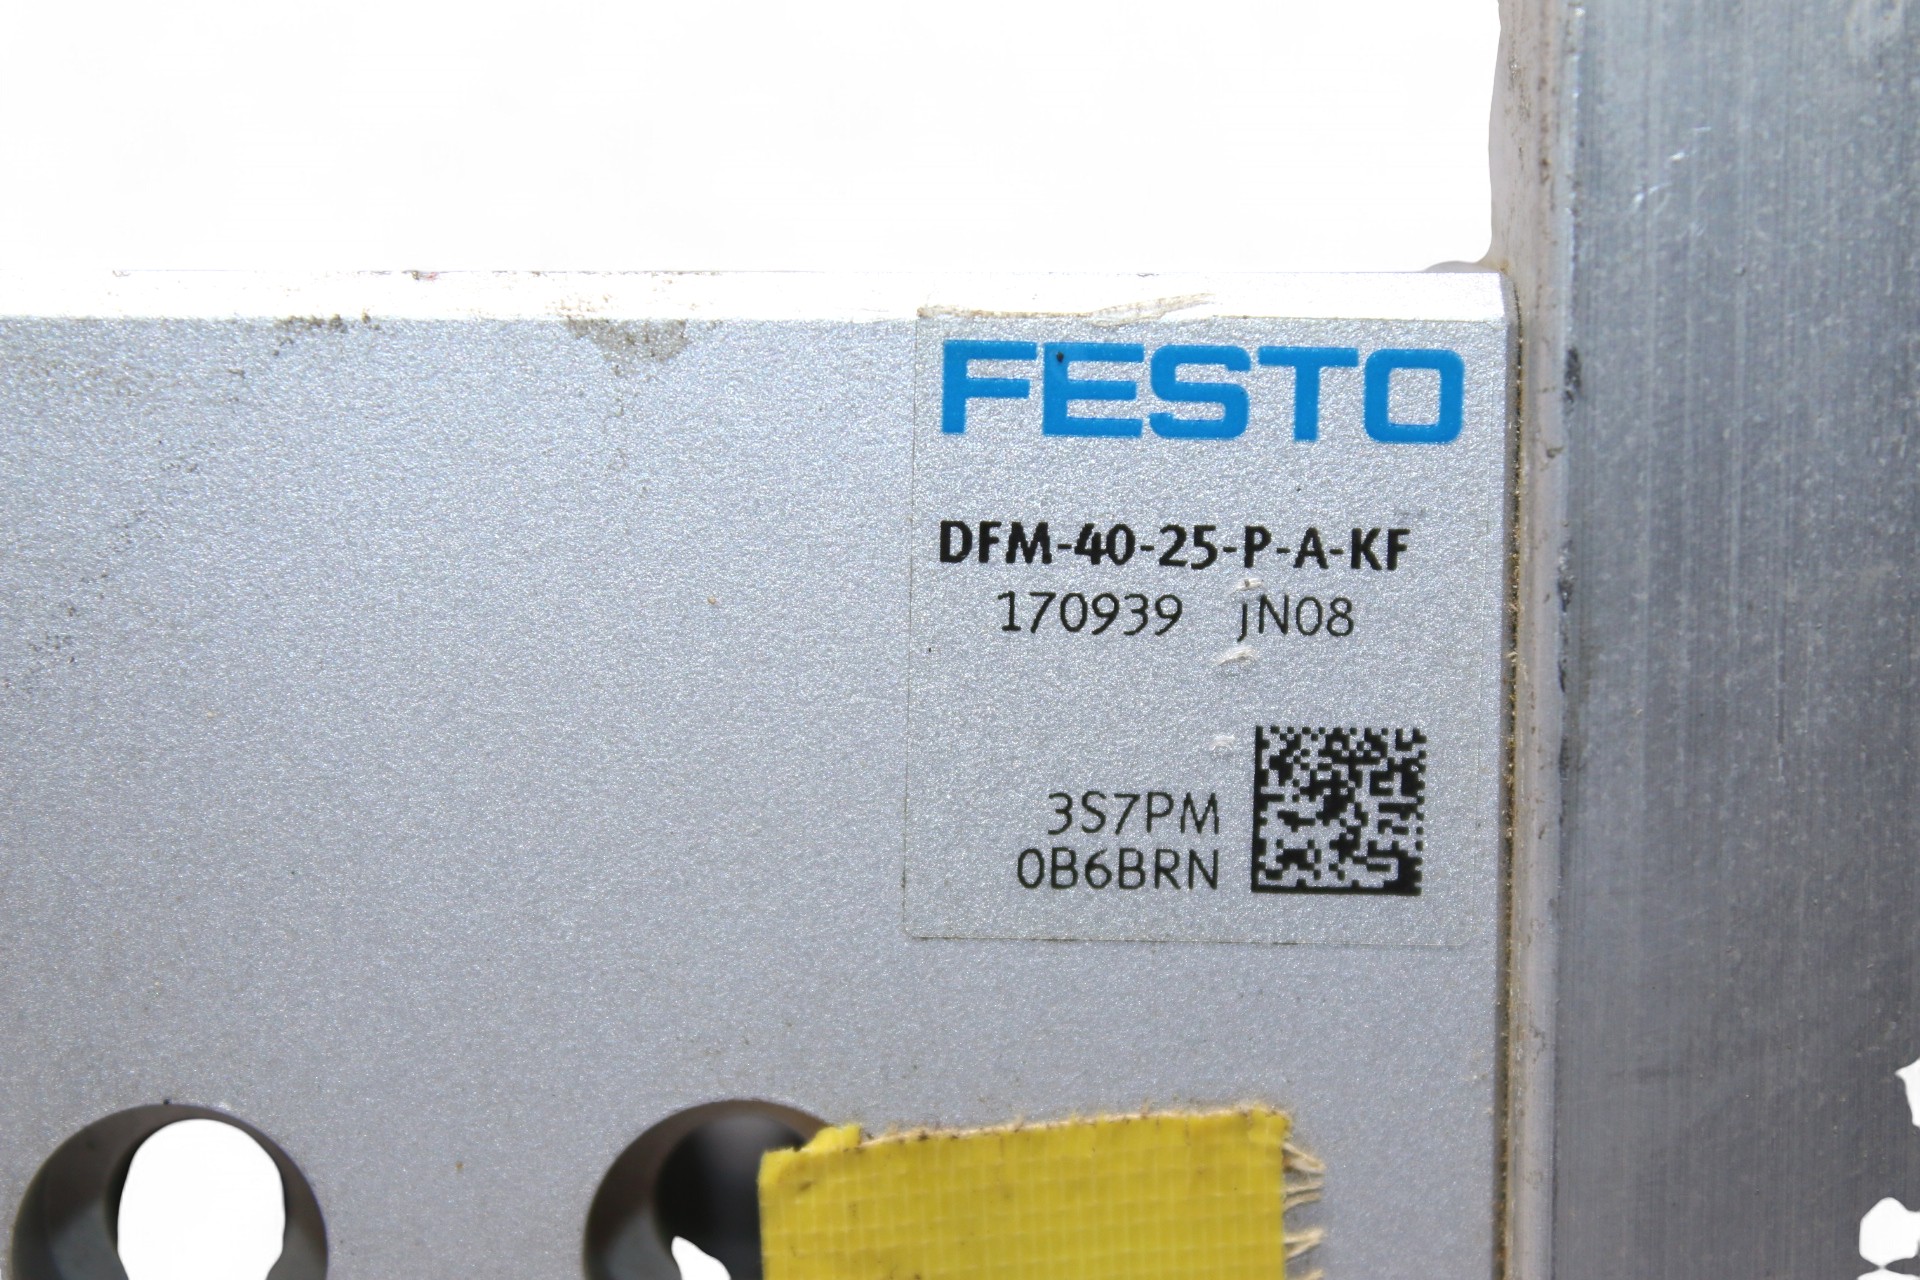 FESTO
DFM-40-25-P-A-KF
170939 JN08
3S7PM
0B6BRN